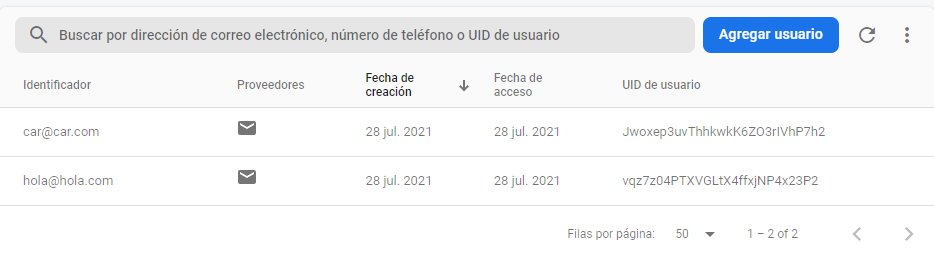 Buscar por dirección de correo electrónico, número de teléfono o UID de usuario
Agregar usuario
Identificador
Proveedores
Fecha de
creación
Fecha de
acceso
UID de usuario
car@car.com
28 jul. 2021
28 jul. 2021
Jwoxep3uvThhkwkK6ZO3rIVhP7h2
hola@hola.com
28 jul. 2021
28 jul. 2021
vqz7z04PTXVGLtX4ffxjNP4x23P2
Filas por página:
50
1 – 2 of 2